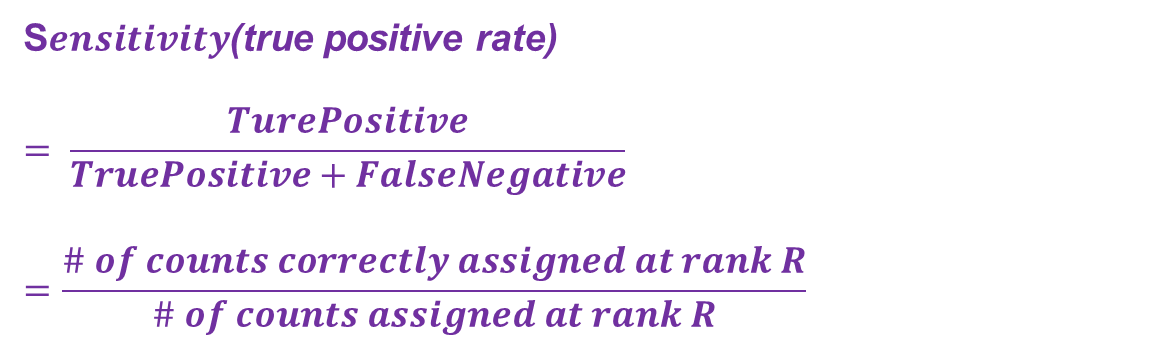 Sensitivity(true positive rate)
TurePositive
=
TruePositive + FalseNegative
# of counts correctly assigned at rank R
=
# of counts assigned at rank R